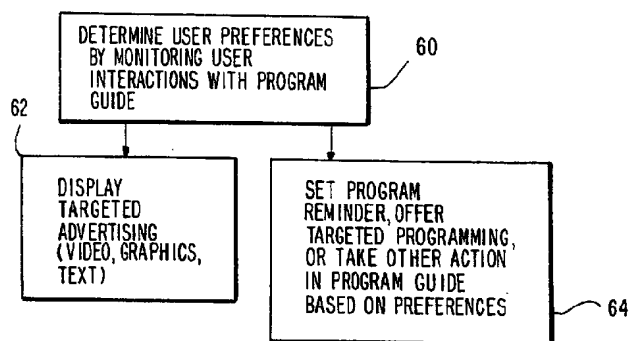 DETERMINE USER PREFERENCES
BY MONITORING USER
INTERACTIONS WITH PROGRAM
GUIDE
60
62
DISPLAY
TARGETED
ADVERTISING
(VIDEO, GRAPHICS,
TEXT)
SET PROGRAM
REMINDER, OFFER
TARGETED PROGRAMMING,
OR TAKE OTHER ACTION
IN PROGRAM GUIDE
BASED ON PREFERENCES
64